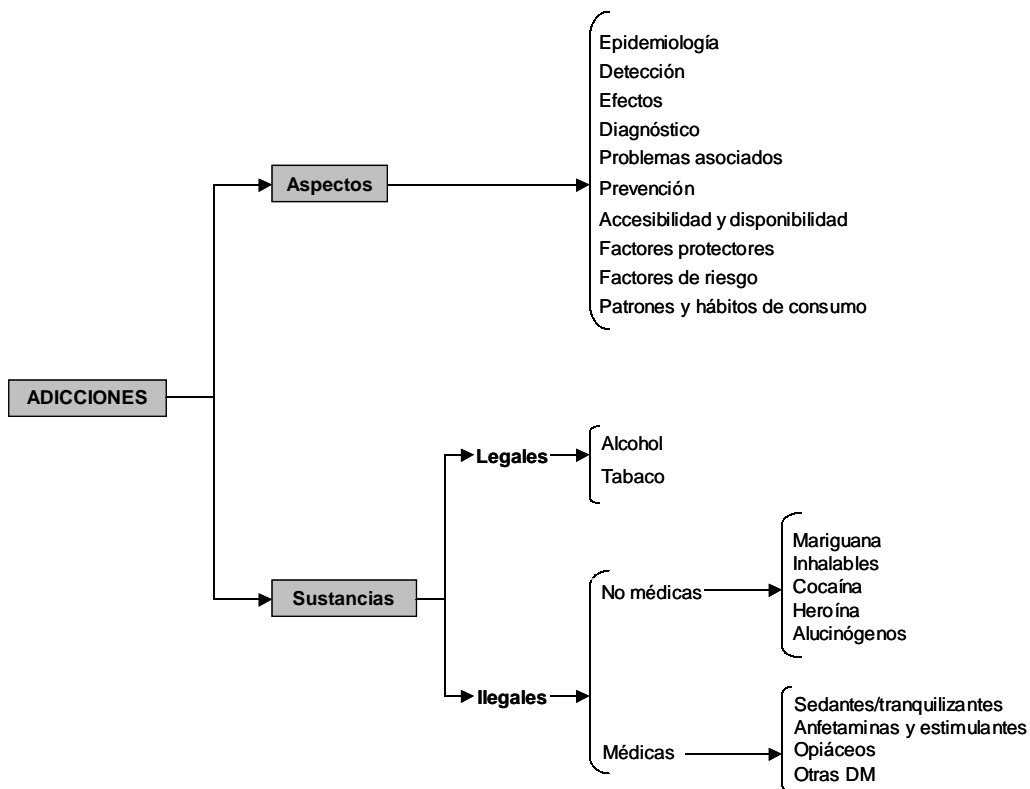 Epidemiología
Detección
Efectos
Diagnóstico
Problemas asociados
Aspectos
Prevención
Accesibilidad y disponibilidad
Factores protectores
Factores de riesgo
Patrones y hábitos de consumo
ADICCIONES
Legales
Alcohol
Tabaco
Sustancias
Ilegales
No médicas
Mariguana
Inhalables
Cocaína
Heroína
Alucinógenos
Médicas
Sedantes/tranquilizantes
Anfetaminas y estimulantes
Opiáceos
Otras DM